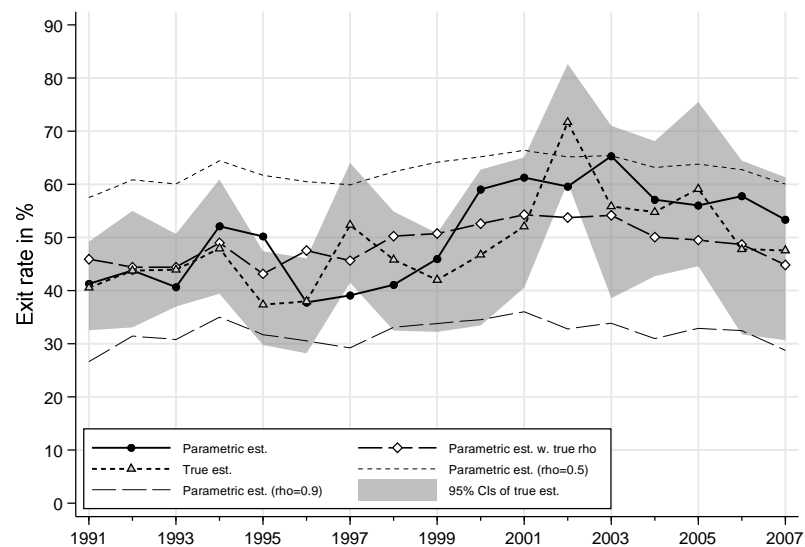 Exit rate in %
90
80
70
60
50
40
30
20
10
0
Parametric est.
Parametric est. w. true rho
True est.
Parametric est. (rho=0.5)
Parametric est. (rho=0.9)
95% CIs of true est.
1991 1993 1995 1997 1999 2001 2003 2005 2007